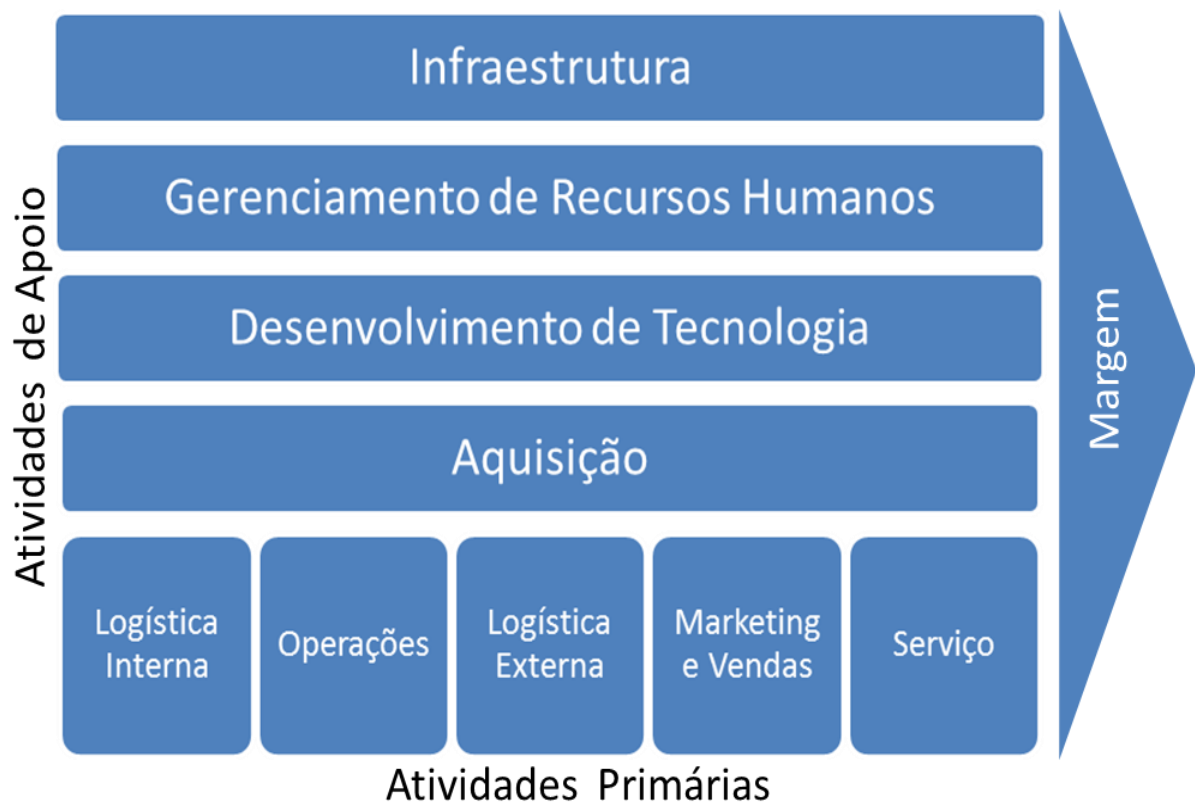 Atividades de Apoio
Infraestrutura
Gerenciamento de Recursos Humanos
Desenvolvimento de Tecnologia
Aquisição
Logística
Interna
Operações
Logística
Externa
Marketing
e Vendas
Serviço
Margem
Atividades Primárias